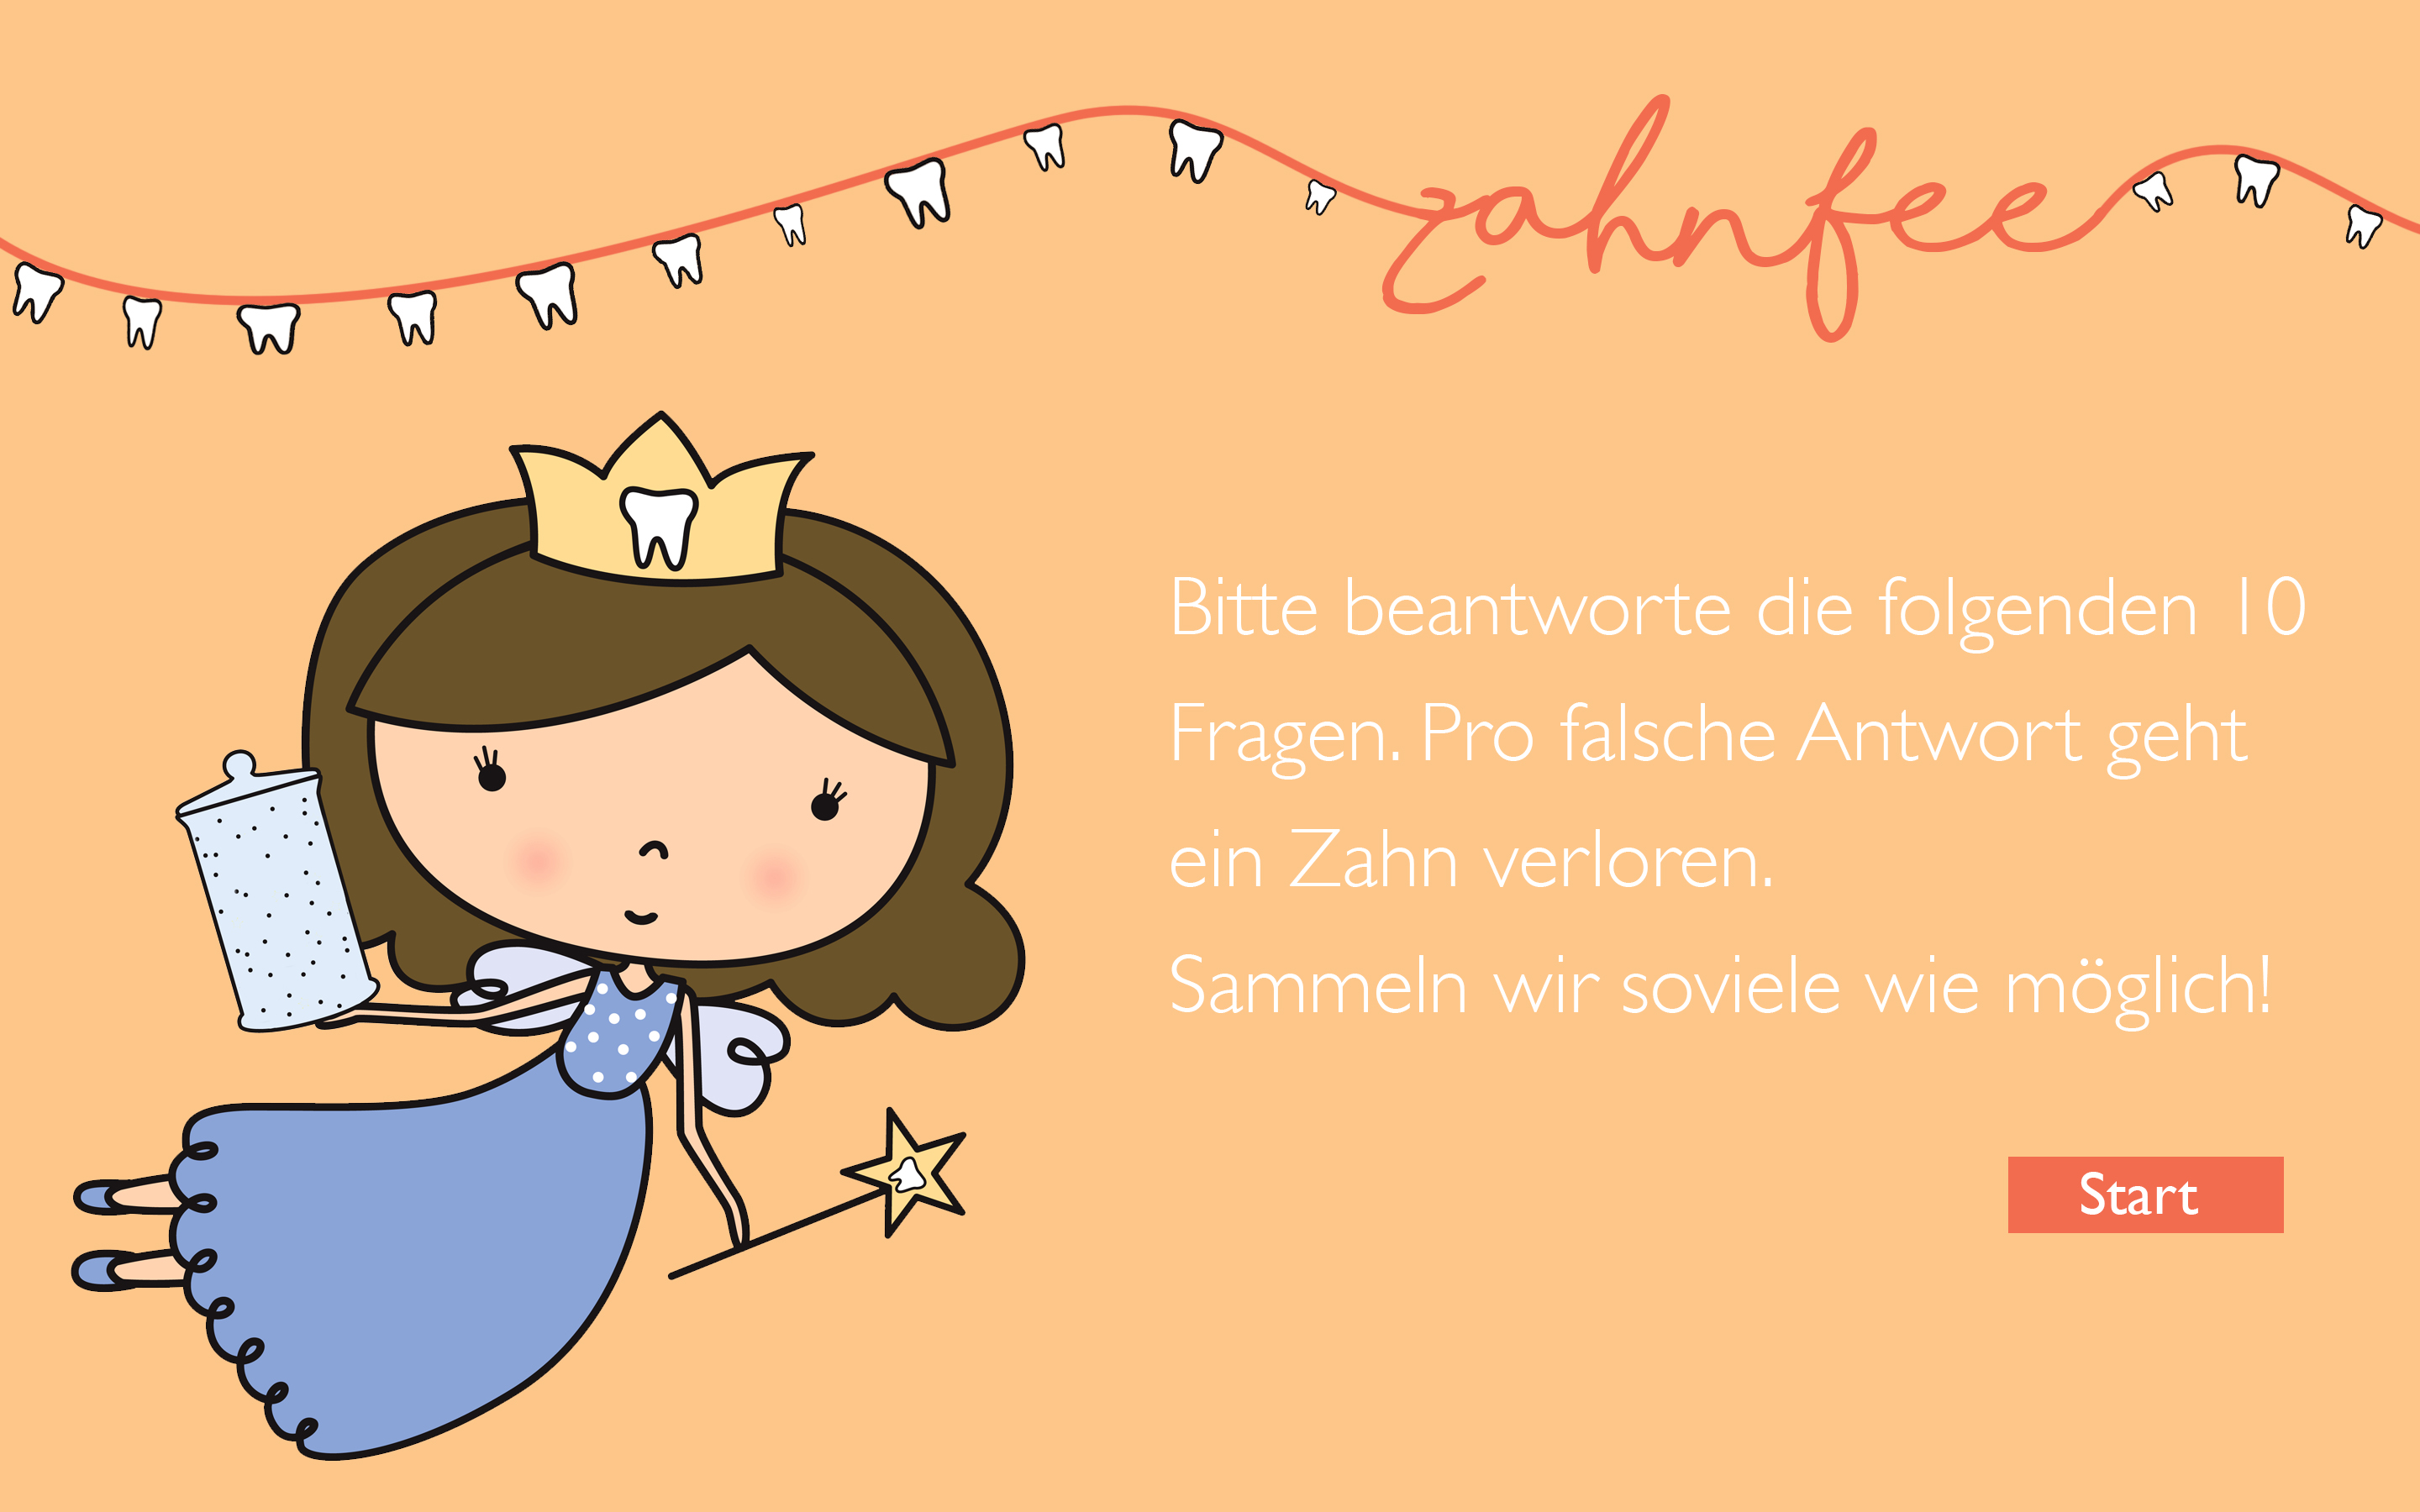 zahnfee
Bitte beantworte die folgenden 10
Fragen. Pro falsche Antwort geht
ein Zahn verloren.
Sammeln wir soviele wie möglich!
Start